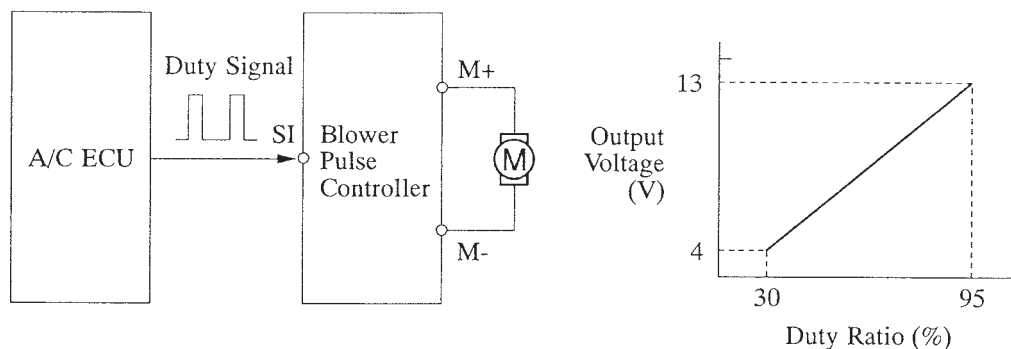 A/C ECU
Duty Signal
SI
Blower
Pulse
Controller
M+
M
M-
Output
Voltage
(V)
13
4
30
95
Duty Ratio (%)